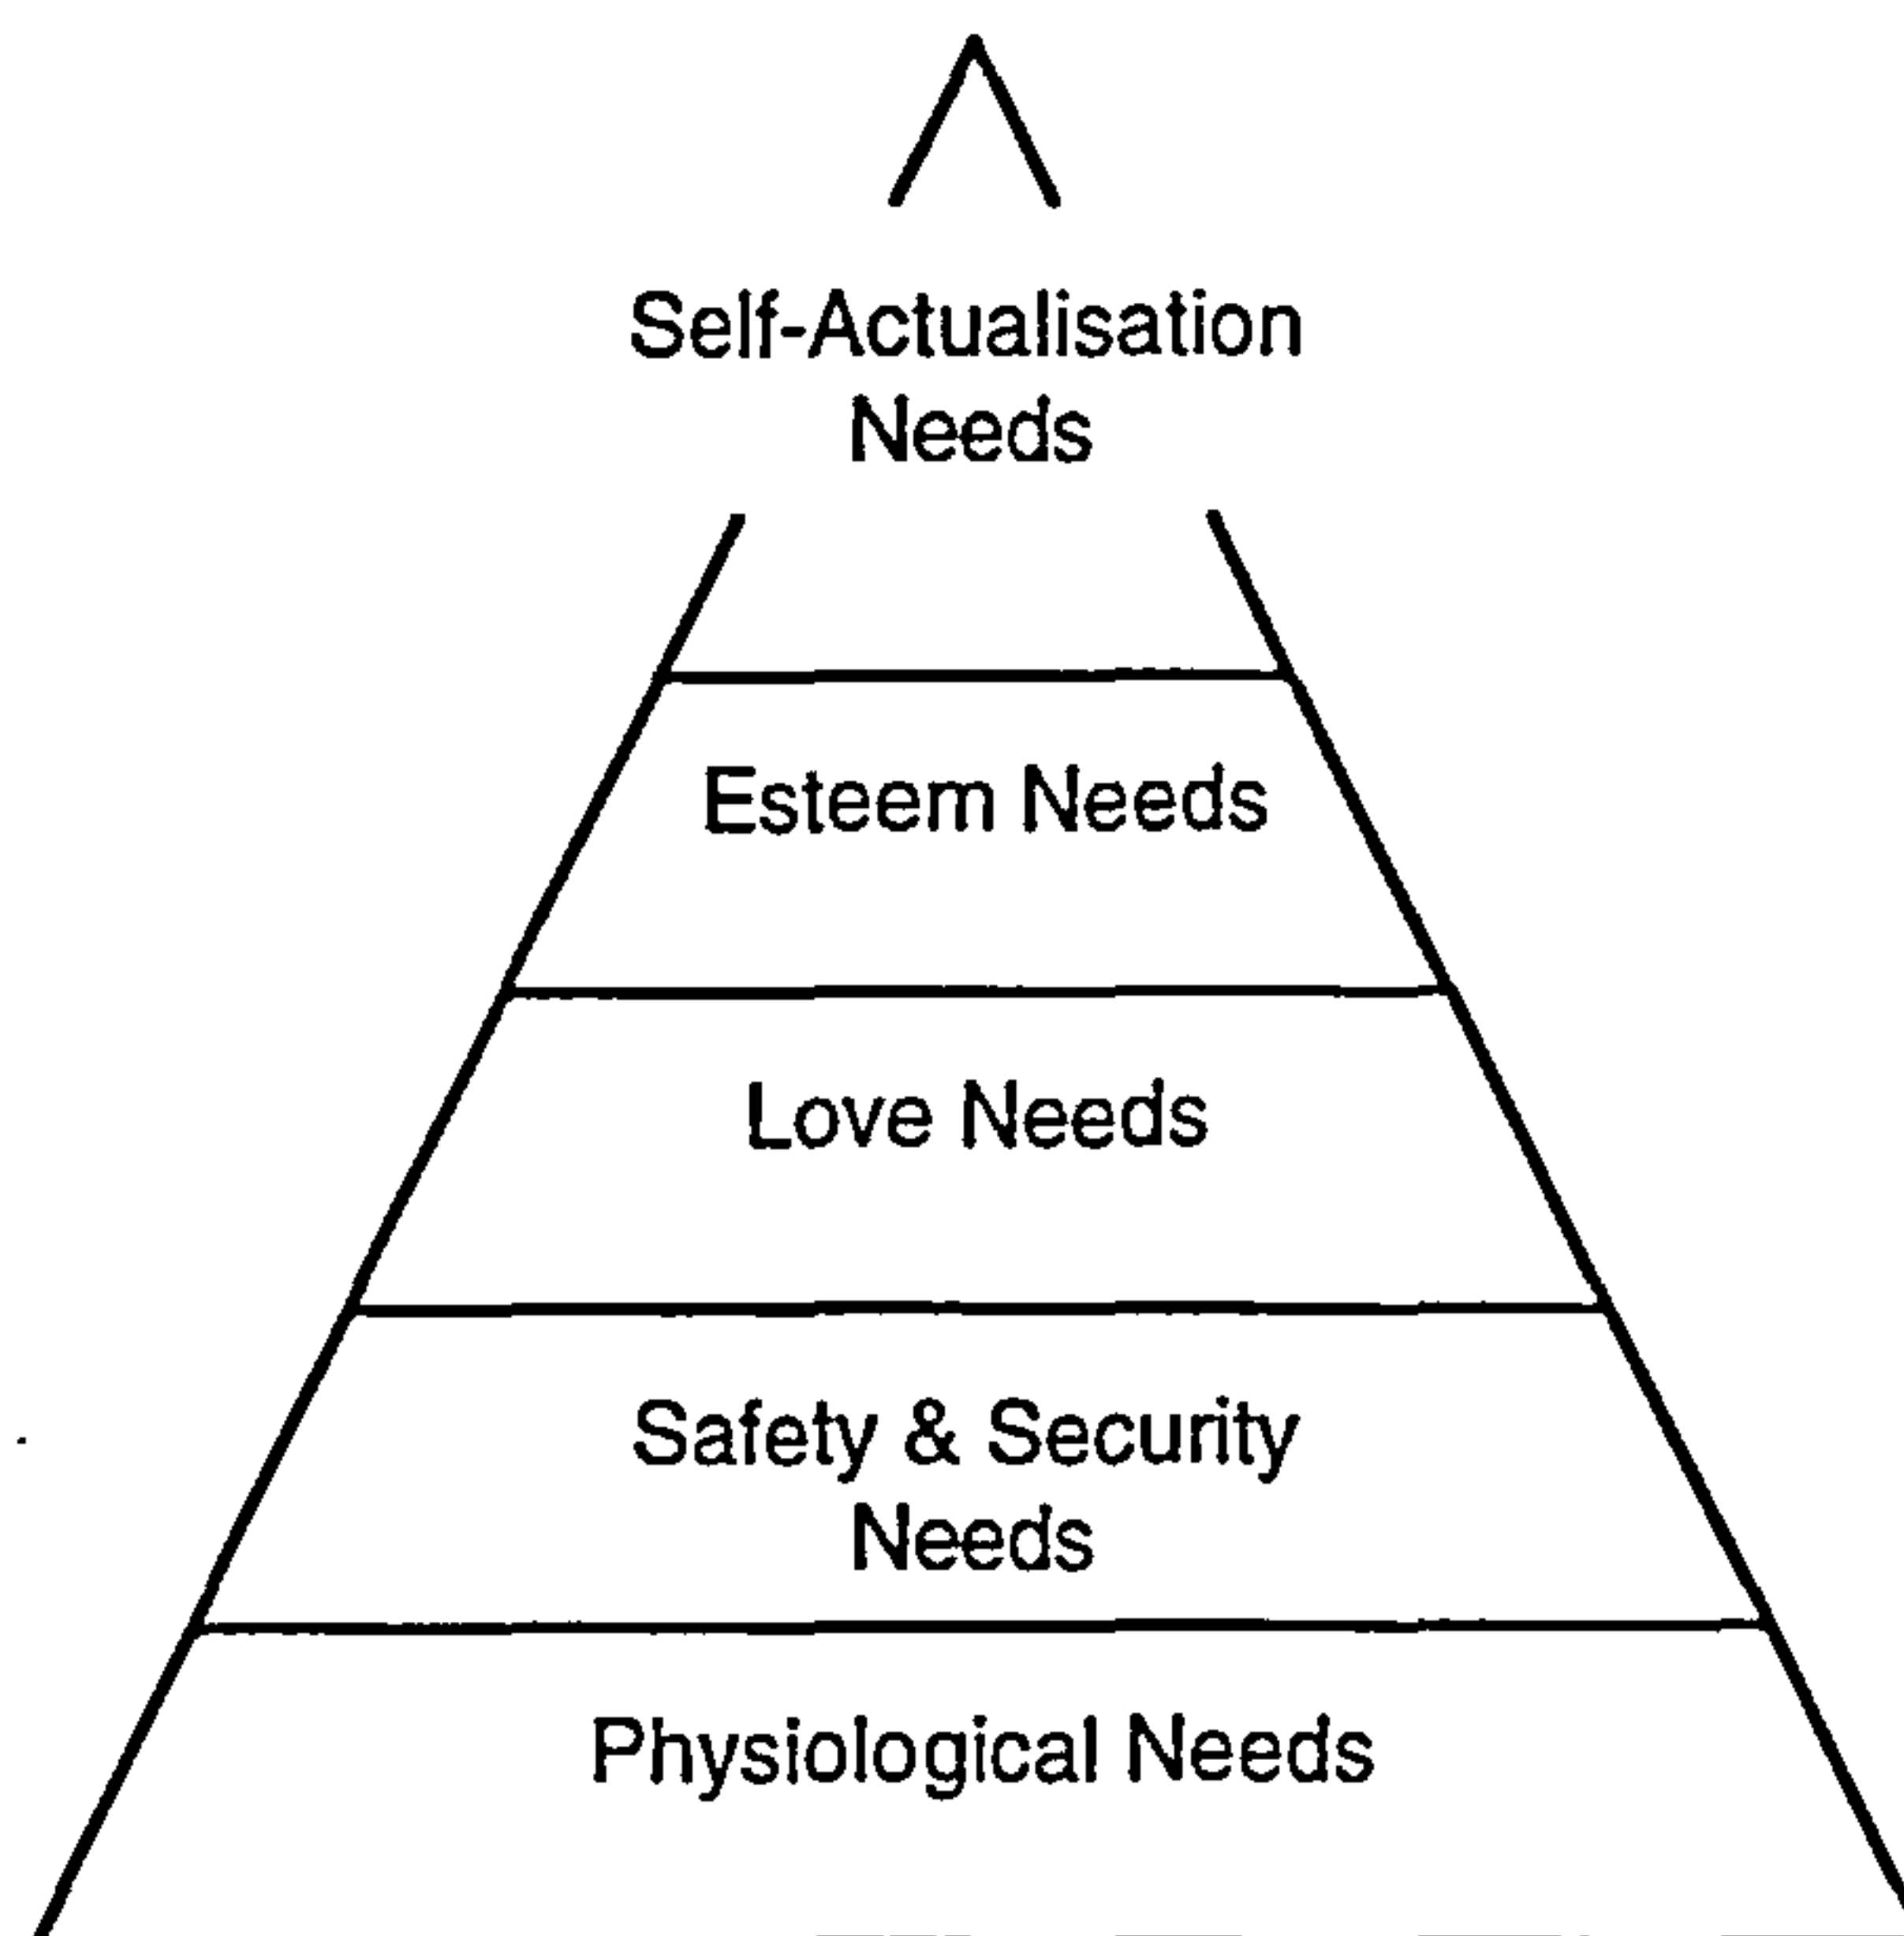 Self-Actualisation
Needs
Esteem Needs
Love Needs
Safety & Security
Needs
Physiological Needs